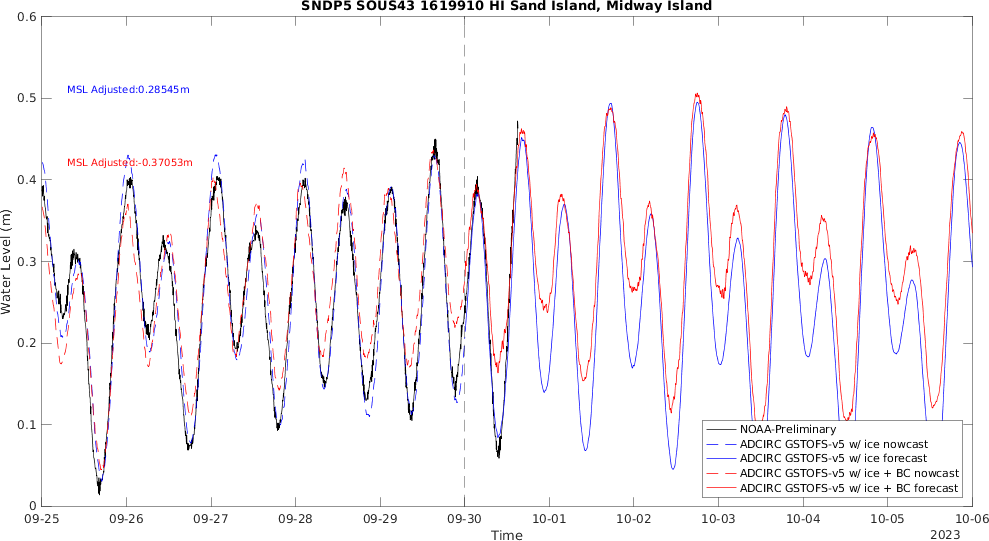 SNDP5 SOUS43 1619910 HI Sand Island, Midway Island
0.6
0.5
0.4
0.3
0.2
0.1
0
Water Level (m)
MSL Adjusted:0.28545m
MSL Adjusted:-0.37053m
NOAA-Preliminary
ADCIRC GSTOFS-v5 w/ ice nowcast
ADCIRC GSTOFS-v5 w/ ice forecast
ADCIRC GSTOFS-v5 w/ ice + BC nowcast
ADCIRC GSTOFS-v5 w/ ice + BC forecast
09-25 09-26 09-27 09-28 09-29 09-30 10-01 10-02 10-03 10-04 10-05 10-06
Time
2023